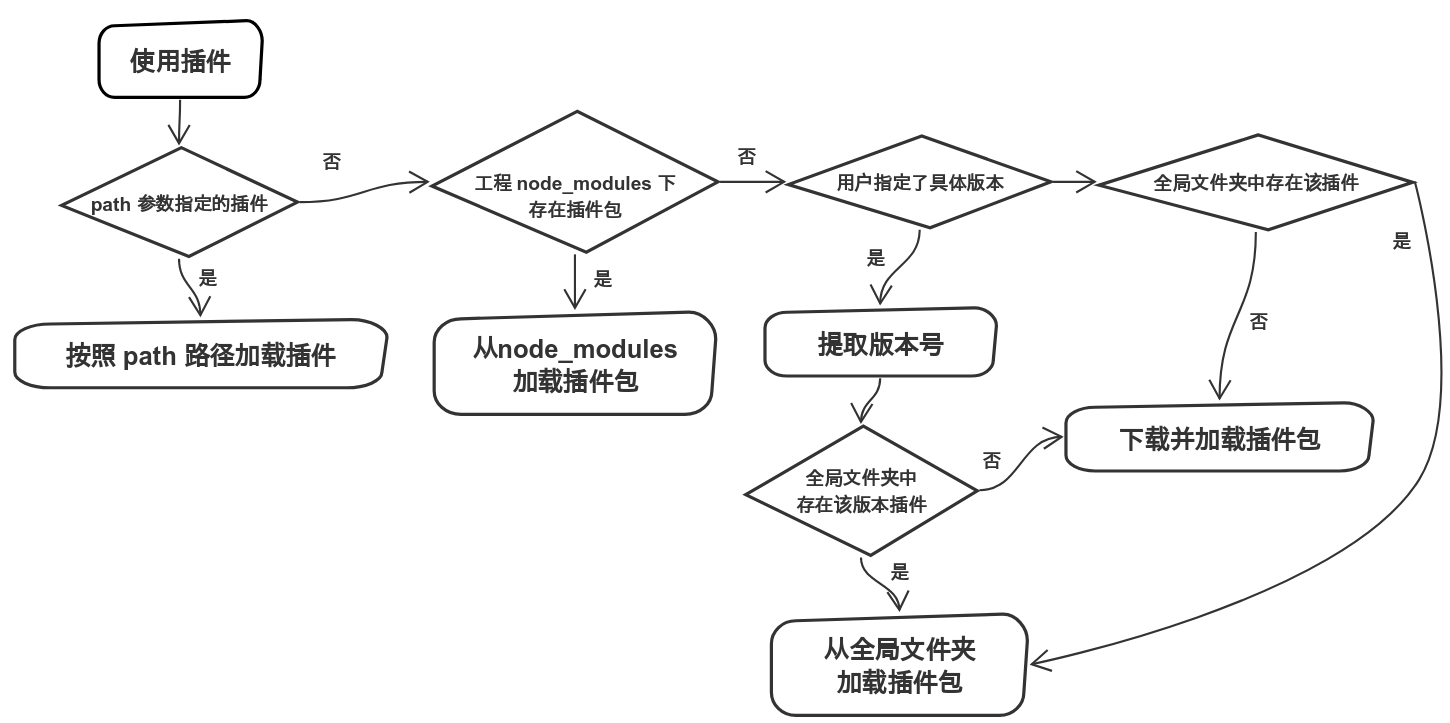 使用插件
path 参数指定的插件
否
是
按照 path 路径加载插件
工程 node_modules 下
存在插件包
否
是
从node_modules
加载插件包
用户指定了具体版本
是
提取版本号
全局文件夹中
存在该版本插件
否
是
从全局文件夹
加载插件包
全局文件夹中存在该插件
是
否
下载并加载插件包